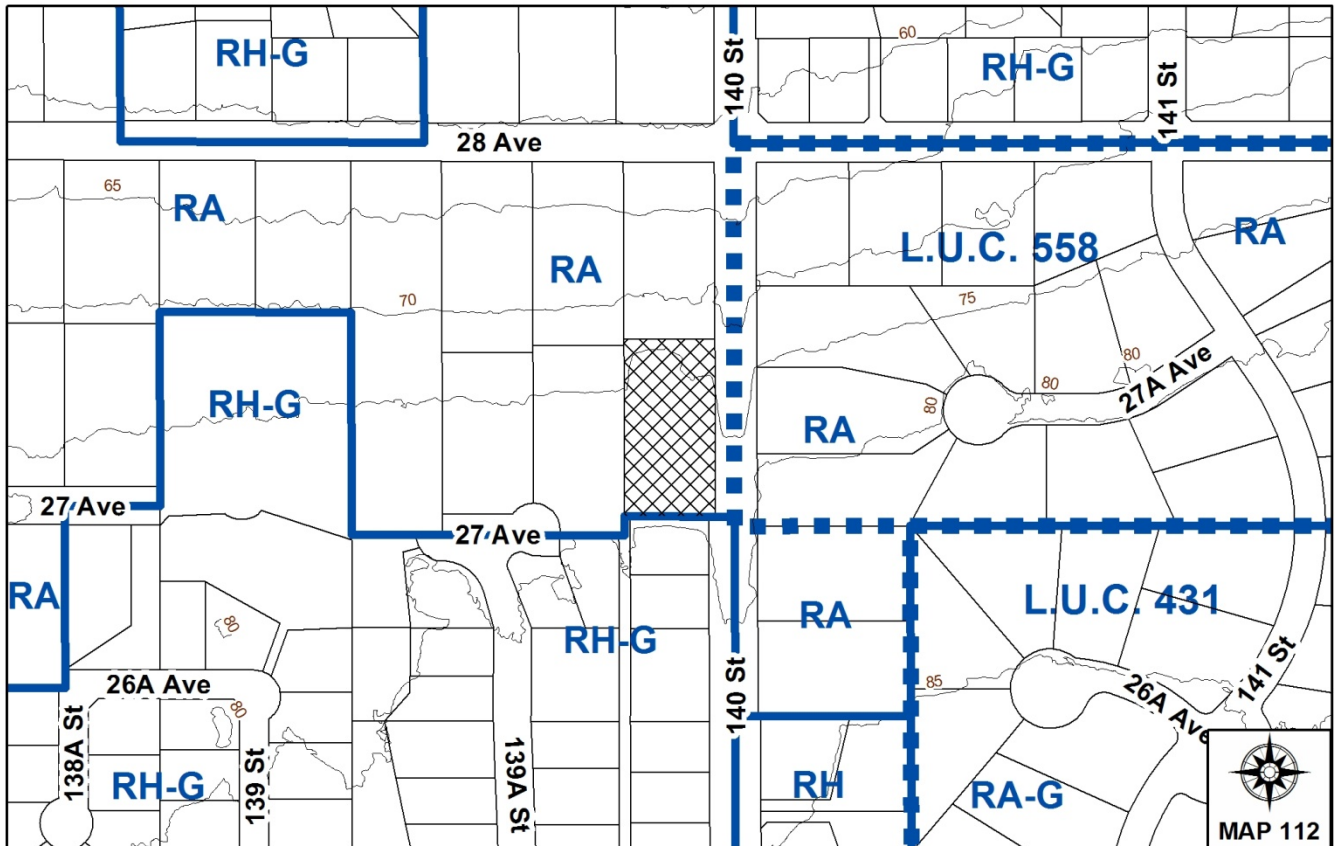 60
RH-G
RH-G
140 St
141 St
28 Ave
65
RA
RA
L.U.C. 558
RA
70
75
80
27A Ave
80
RH-G
80
RA
27 Ave
27 Ave
RA
80
RH-G
RA
L.U.C. 431
85
26A Ave
26A Ave
141 St
80
140 St
138A St
139 St
139A St
RH-G
RH
RA-G
MAP 112